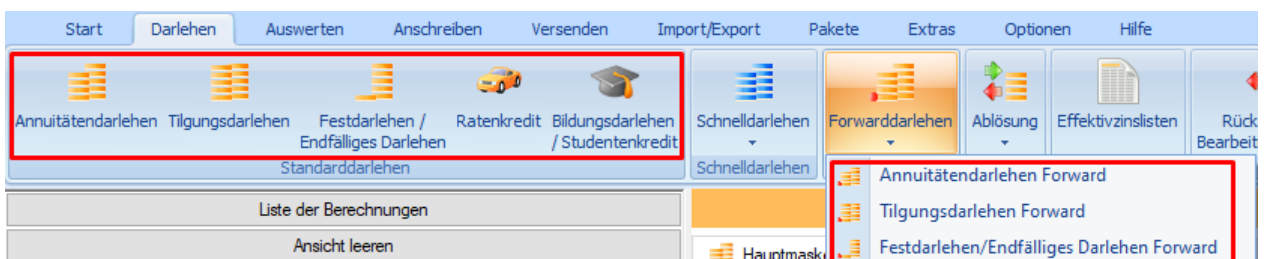 Start Darlehen Auswerten Anschreiben Versenden Import/Export Pakete Extras Optionen Hilfe
Annuitätendarlehen Tilgungsdarlehen Festdarlehen / Ratenkredit Bildungsdarlehen Schnelldarlehen Forwarddarlehen Ablösung Effektivzinslisten
Endfälliges Darlehen / Studentenkredit
Standarddarlehen Schnelldarlehen
Annuitätendarlehen Forward
Liste der Berechnungen Tilgungsdarlehen Forward
Ansicht leeren Hauptmaske Festdarlehen/Endfälliges Darlehen Forward